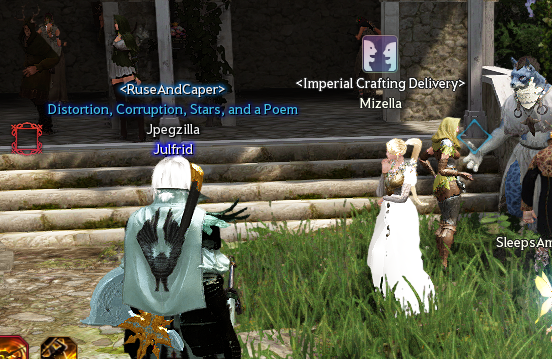 <RuseAndCaper>
Distortion, Corruption, Stars, and a Poem
Jpegzilla
Julfrid
<Imperial Crafting Delivery>
Mizella